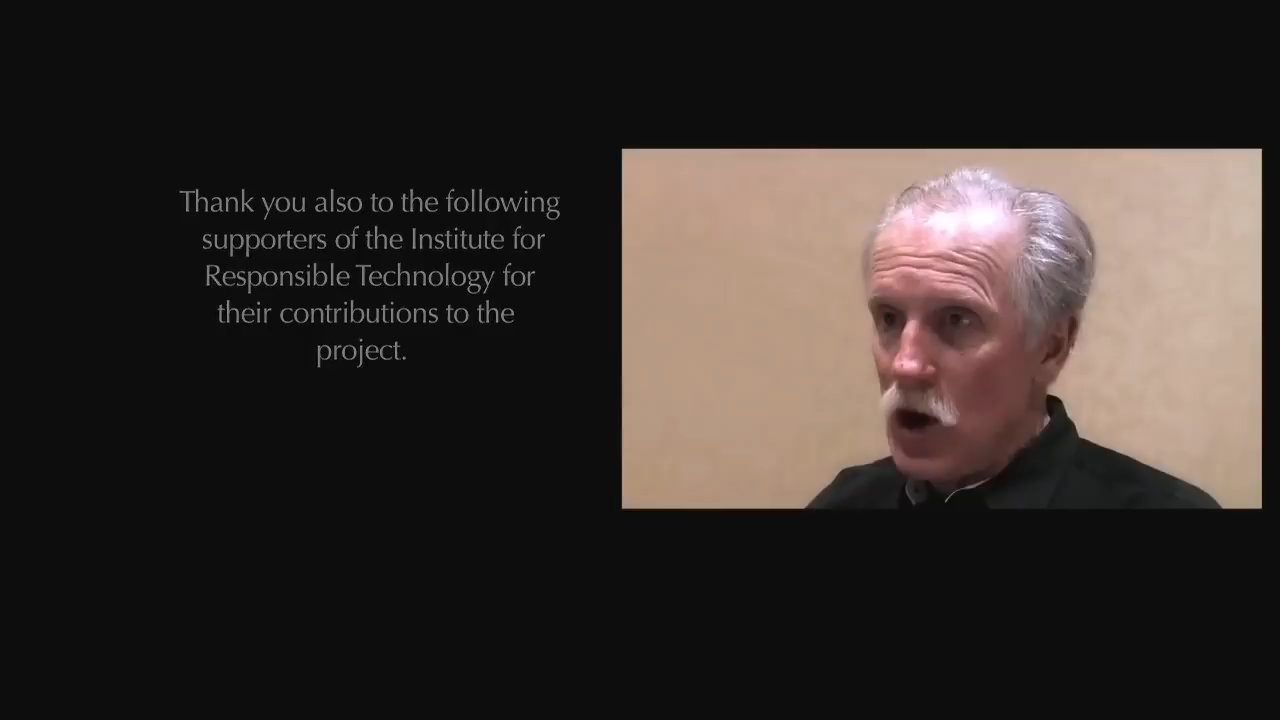 Thank you also to the following
supporters of the Institute for
Responsible Technology for
their contributions to the
project.